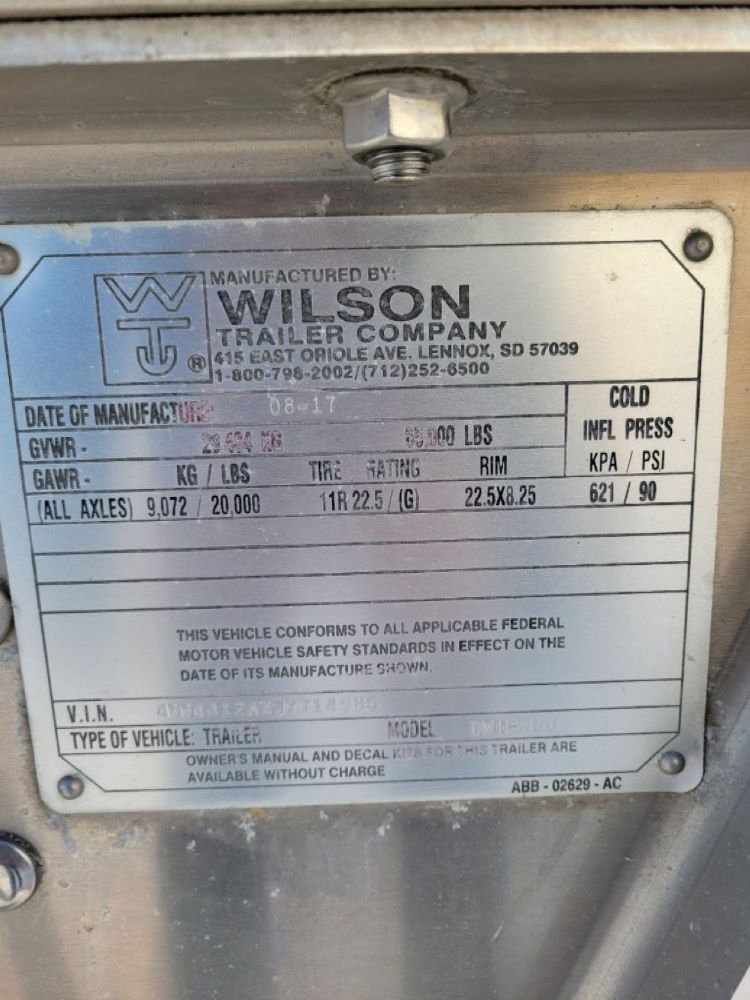 WTC
®
MANUFACTURED BY:
WILSON
TRAILER COMPANY
415 EAST ORIOLE AVE. LENNOX, SD 57039
1-800-798-2002/(712)252-6500
DATE OF MANUFACTURE 08-17
COLD
INFL PRESS
KPA / PSI
GVWR - KG LBS
GAWR - KG / LBS TIRE RATING RIM
(ALL AXLES) 9,072 / 20,000 11R 22.5 / (G) 22.5X8.25 621 / 90
THIS VEHICLE CONFORMS TO ALL APPLICABLE FEDERAL
MOTOR VEHICLE SAFETY STANDARDS IN EFFECT ON THE
DATE OF ITS MANUFACTURE SHOWN.
V.I.N.
TYPE OF VEHICLE: TRAILER MODEL
OWNER'S MANUAL AND DECAL KITS FOR THIS TRAILER ARE
AVAILABLE WITHOUT CHARGE
ABB - 02629 - AC